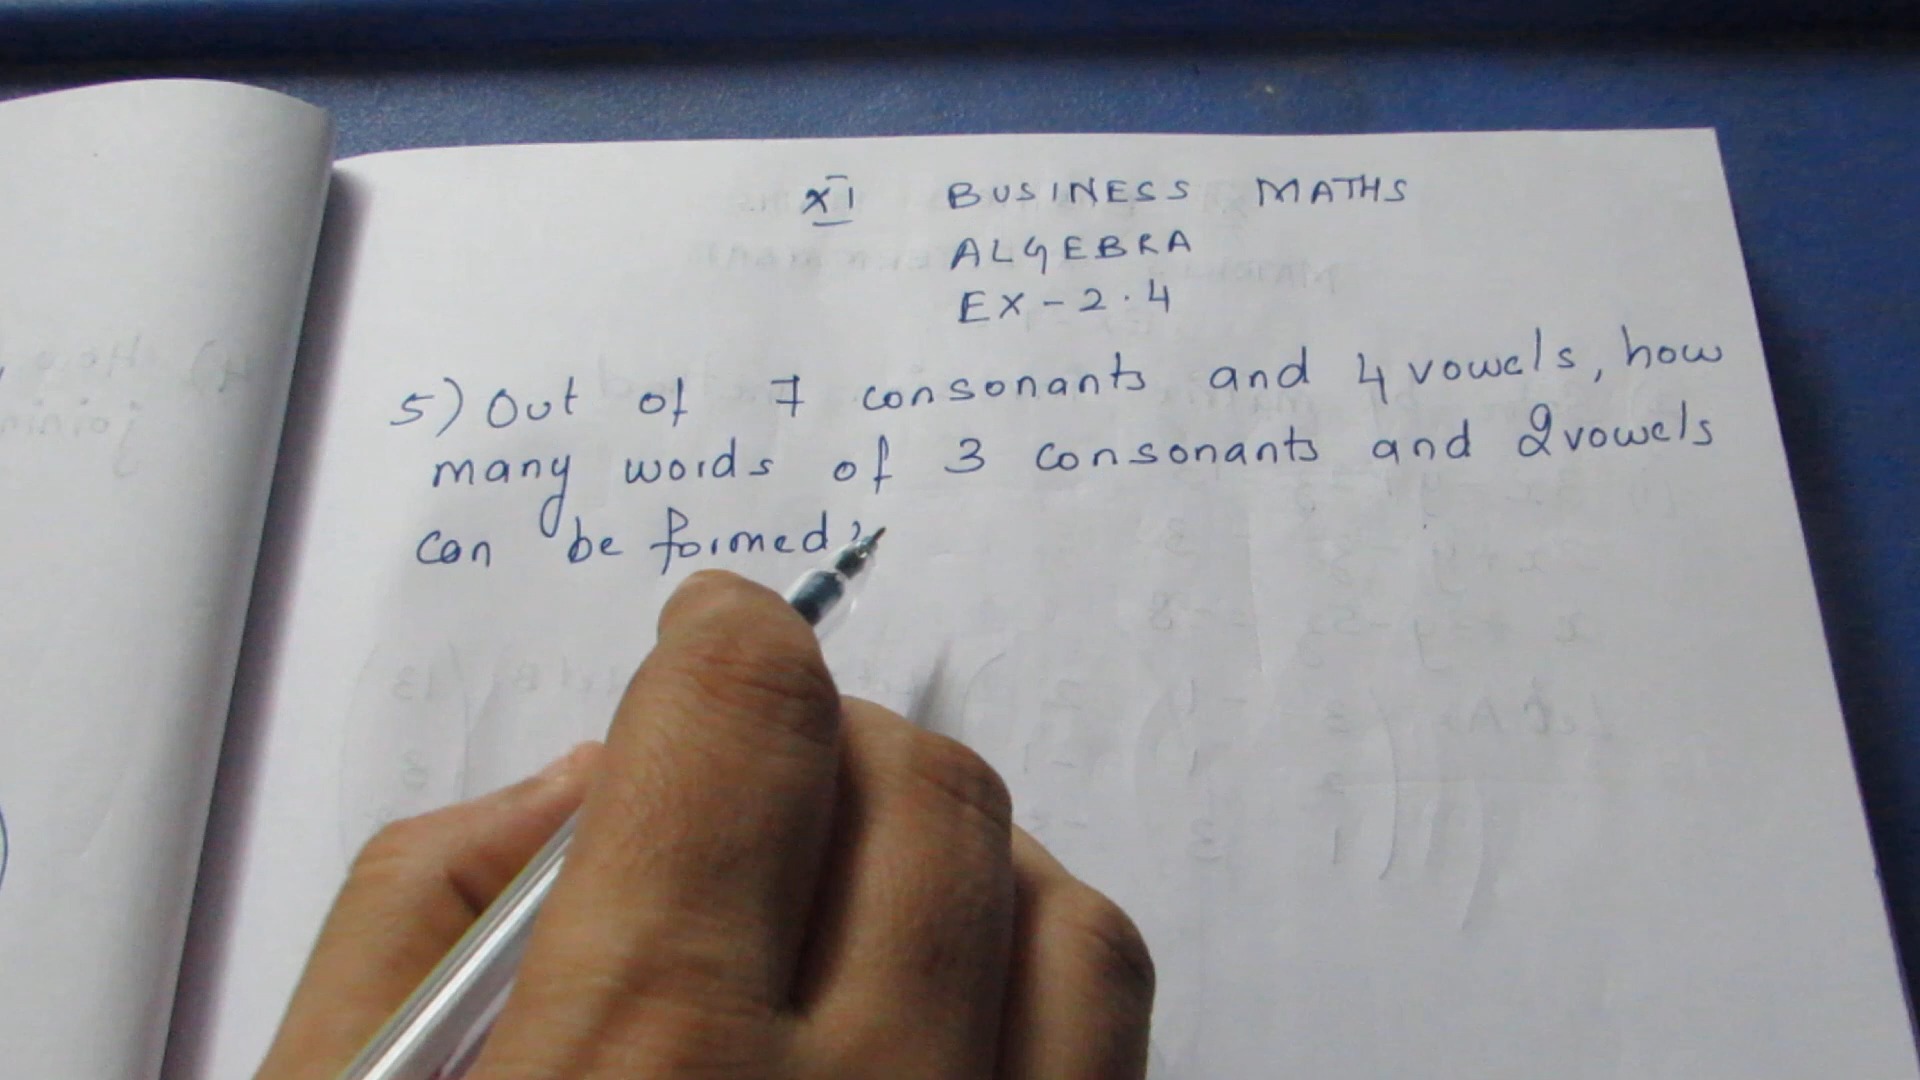 XI BUSINESS MATHS
ALGEBRA
EX - 2.4
5) Out of 7 consonants and 4 vowels, how
many words of 3 consonants and 2 vowels
can be formed?